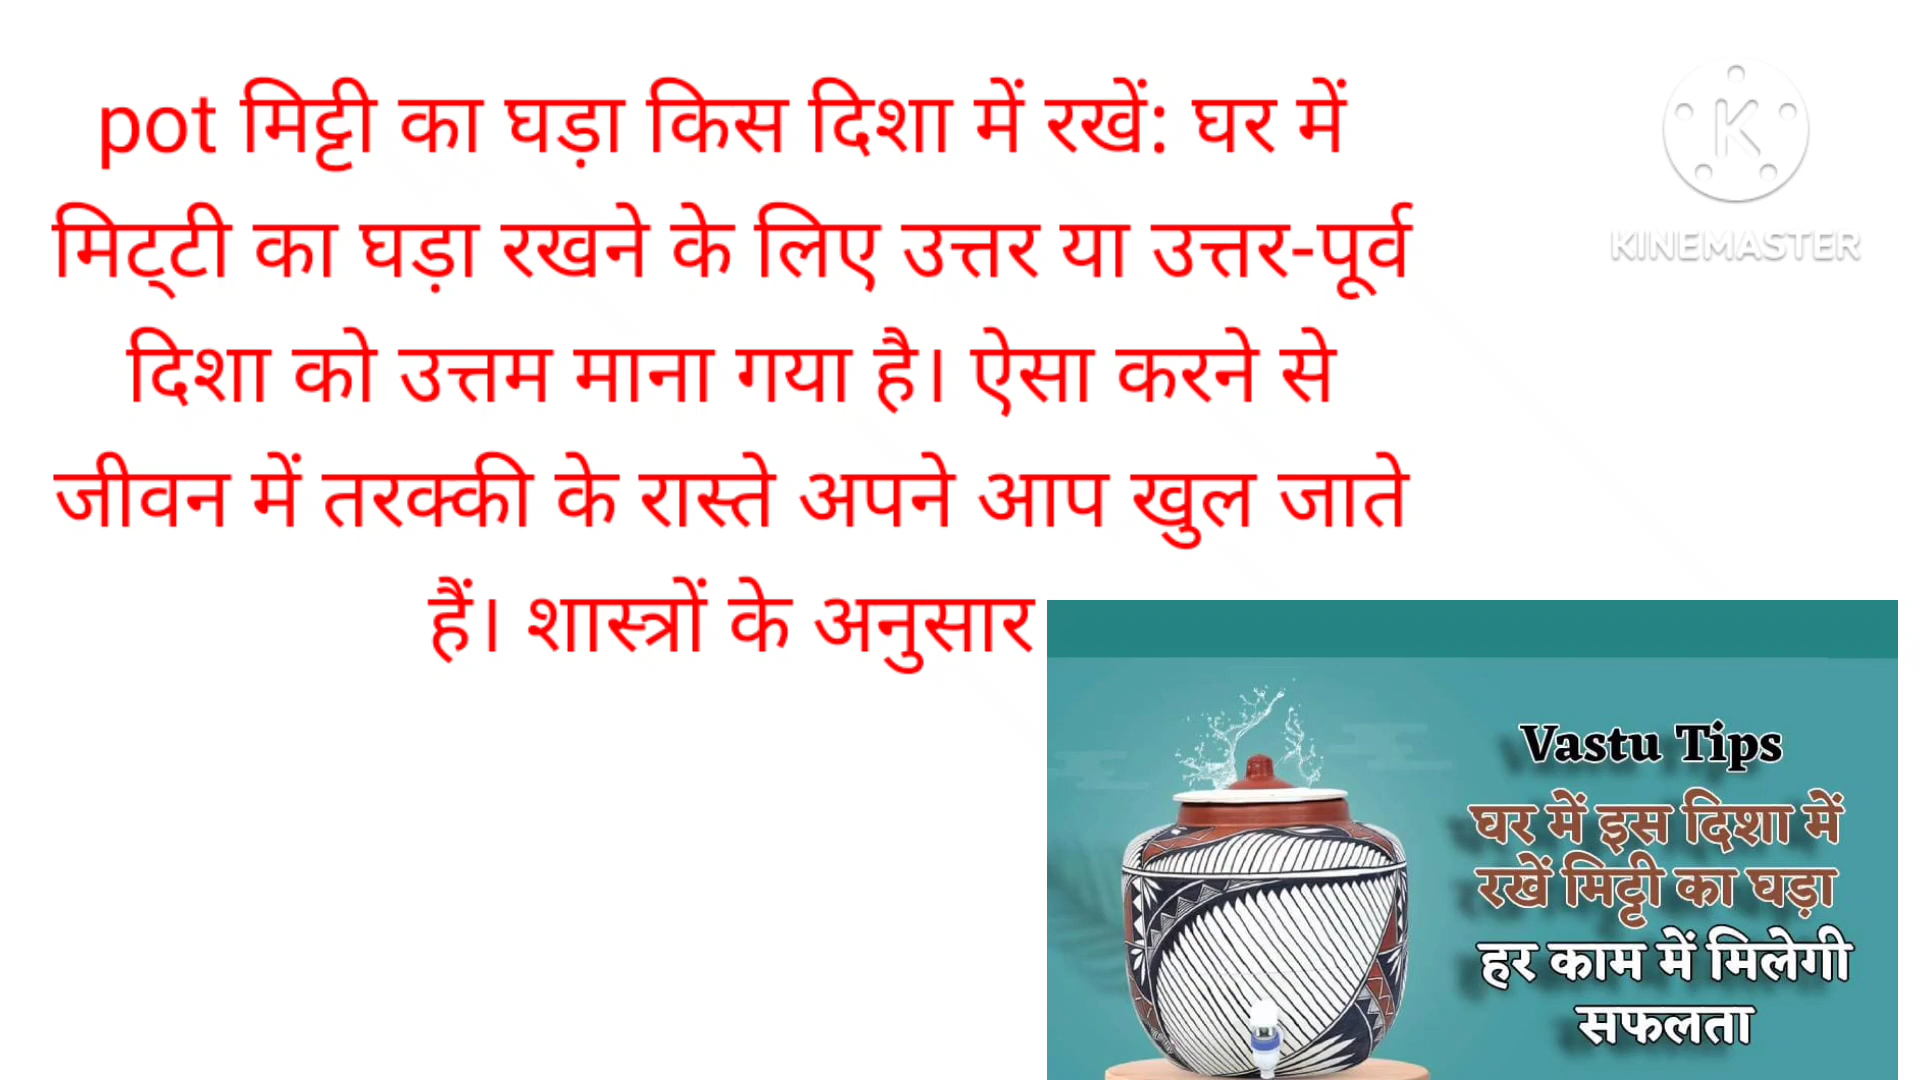 pot मिट्टी का घड़ा किस दिशा में रखें: घर में
मिट्‌टी का घड़ा रखने के लिए उत्तर या उत्तर-पूर्व
दिशा को उत्तम माना गया है। ऐसा करने से
जीवन में तरक्की के रास्ते अपने आप खुल जाते
हैं। शास्त्रों के अनुसार
K
KINEMASTER
Vastu Tips
घर में इस दिशा में
रखें मिट्टी का घड़ा
हर काम में मिलेगी
सफलता